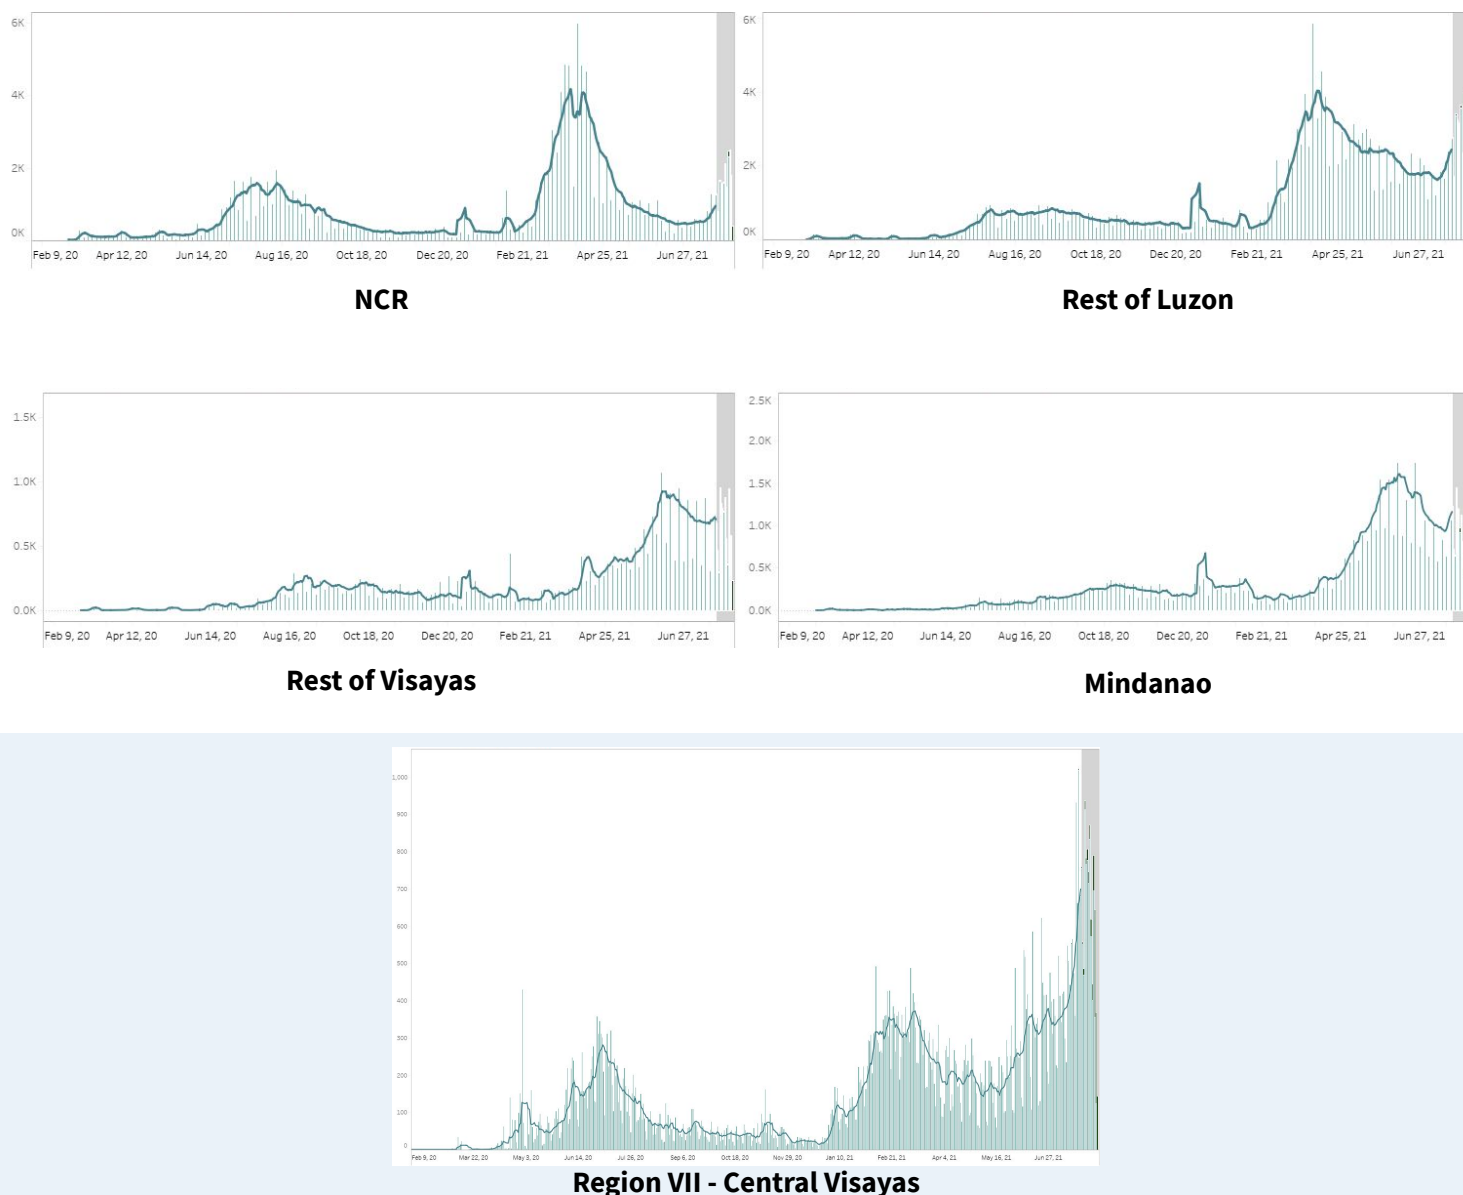 6K
4K
2K
0K
Feb 9, 20 Apr 12, 20 Jun 14, 20 Aug 16, 20 Oct 18, 20 Dec 20, 20 Feb 21, 21 Apr 25, 21 Jun 27, 21
NCR
6K
4K
2K
0K
Feb 9, 20 Apr 12, 20 Jun 14, 20 Aug 16, 20 Oct 18, 20 Dec 20, 20 Feb 21, 21 Apr 25, 21 Jun 27, 21
Rest of Luzon
1.5K
1.0K
0.5K
0.0K
Feb 9, 20 Apr 12, 20 Jun 14, 20 Aug 16, 20 Oct 18, 20 Dec 20, 20 Feb 21, 21 Apr 25, 21 Jun 27, 21
Rest of Visayas
2.5K
2.0K
1.5K
1.0K
0.5K
0.0K
Feb 9, 20 Apr 12, 20 Jun 14, 20 Aug 16, 20 Oct 18, 20 Dec 20, 20 Feb 21, 21 Apr 25, 21 Jun 27, 21
Mindanao
1,000
900
800
700
600
500
400
300
200
100
0
Feb 9, 20 Mar 22, 20 May 3, 20 Jun 14, 20 Jul 26, 20 Sep 6, 20 Oct 18, 20 Nov 29, 20 Jan 10, 21 Feb 21, 21 Apr 4, 21 May 16, 21 Jun 27, 21
Region VII - Central Visayas